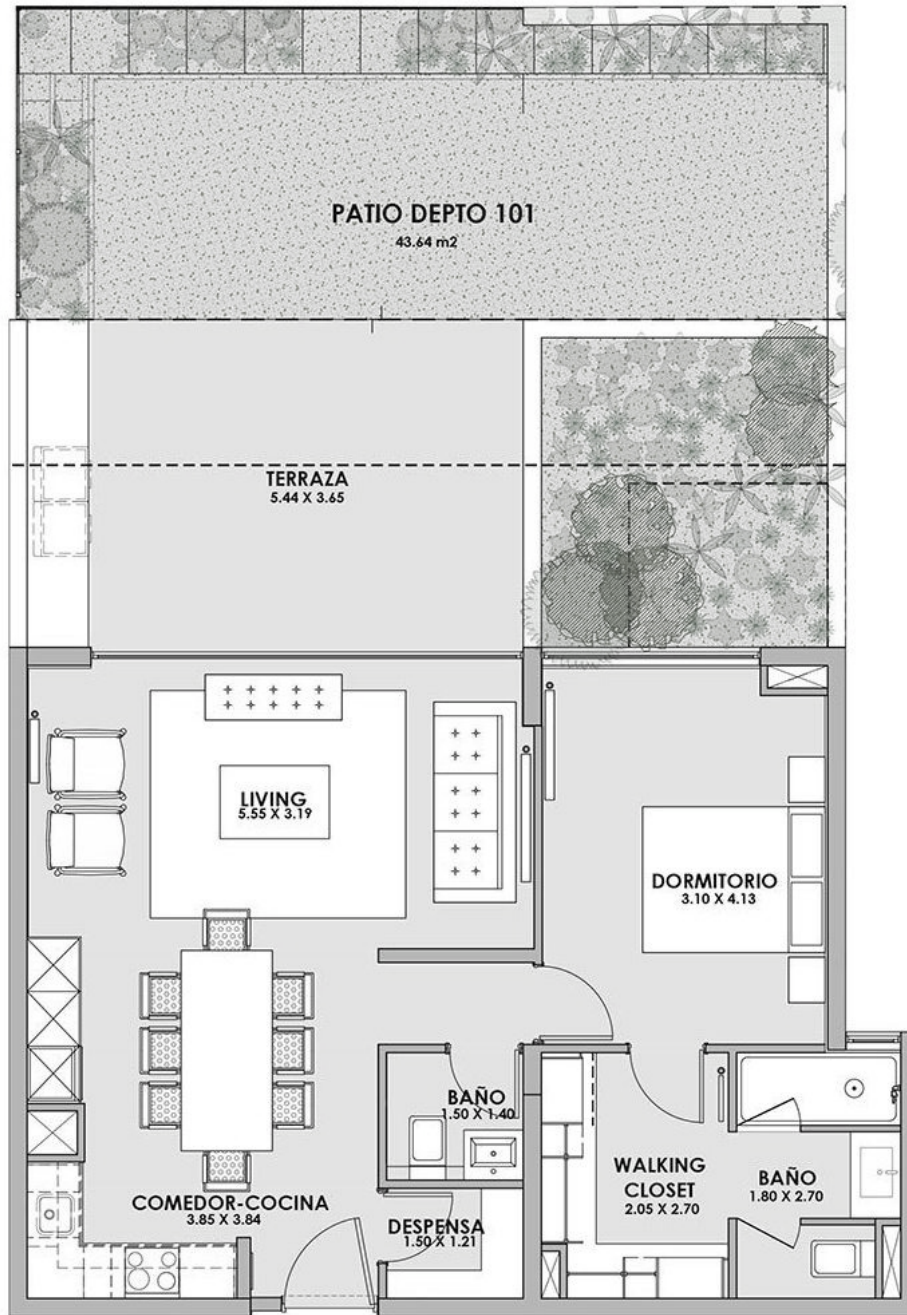 PATIO DEPTO 101
43.64 m2
TERRAZA
5.44 X 3.65
LIVING
5.55 X 3.19
DORMITORIO
3.10 X 4.13
BAÑO
1.50 X 1.40
WALKING
CLOSET
2.05 X 2.70
BAÑO
1.80 X 2.70
COMEDOR-COCINA
3.85 X 3.84
DESPENSA
1.50 X 1.21